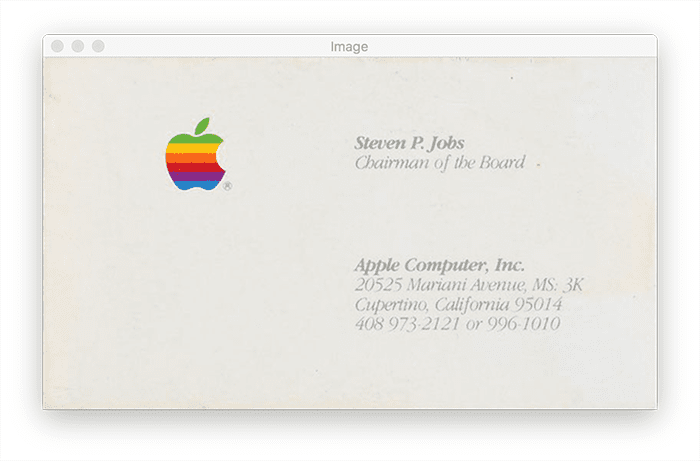 Image
Steven P. Jobs
Chairman of the Board
Apple Computer, Inc.
20525 Mariani Avenue, MS: 3K
Cupertino, California 95014
408 973-2121 or 996-1010
®